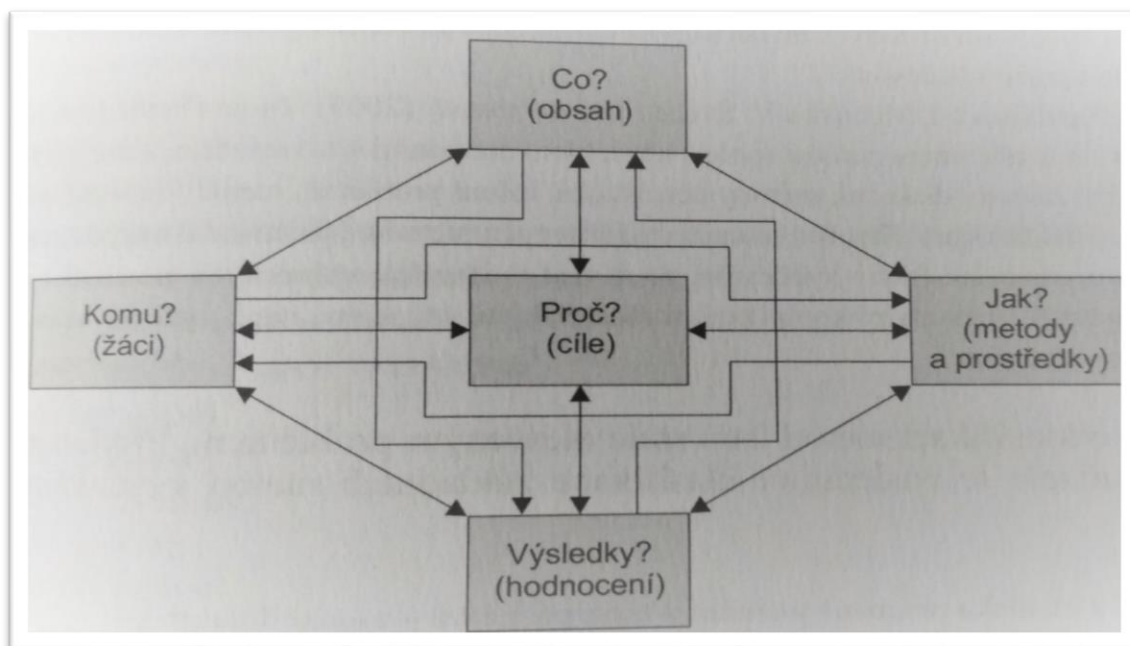 Co?
(obsah)
Komu?
(žáci)
Proč?
(cíle)
Jak?
(metody
a prostředky)
Výsledky?
(hodnocení)